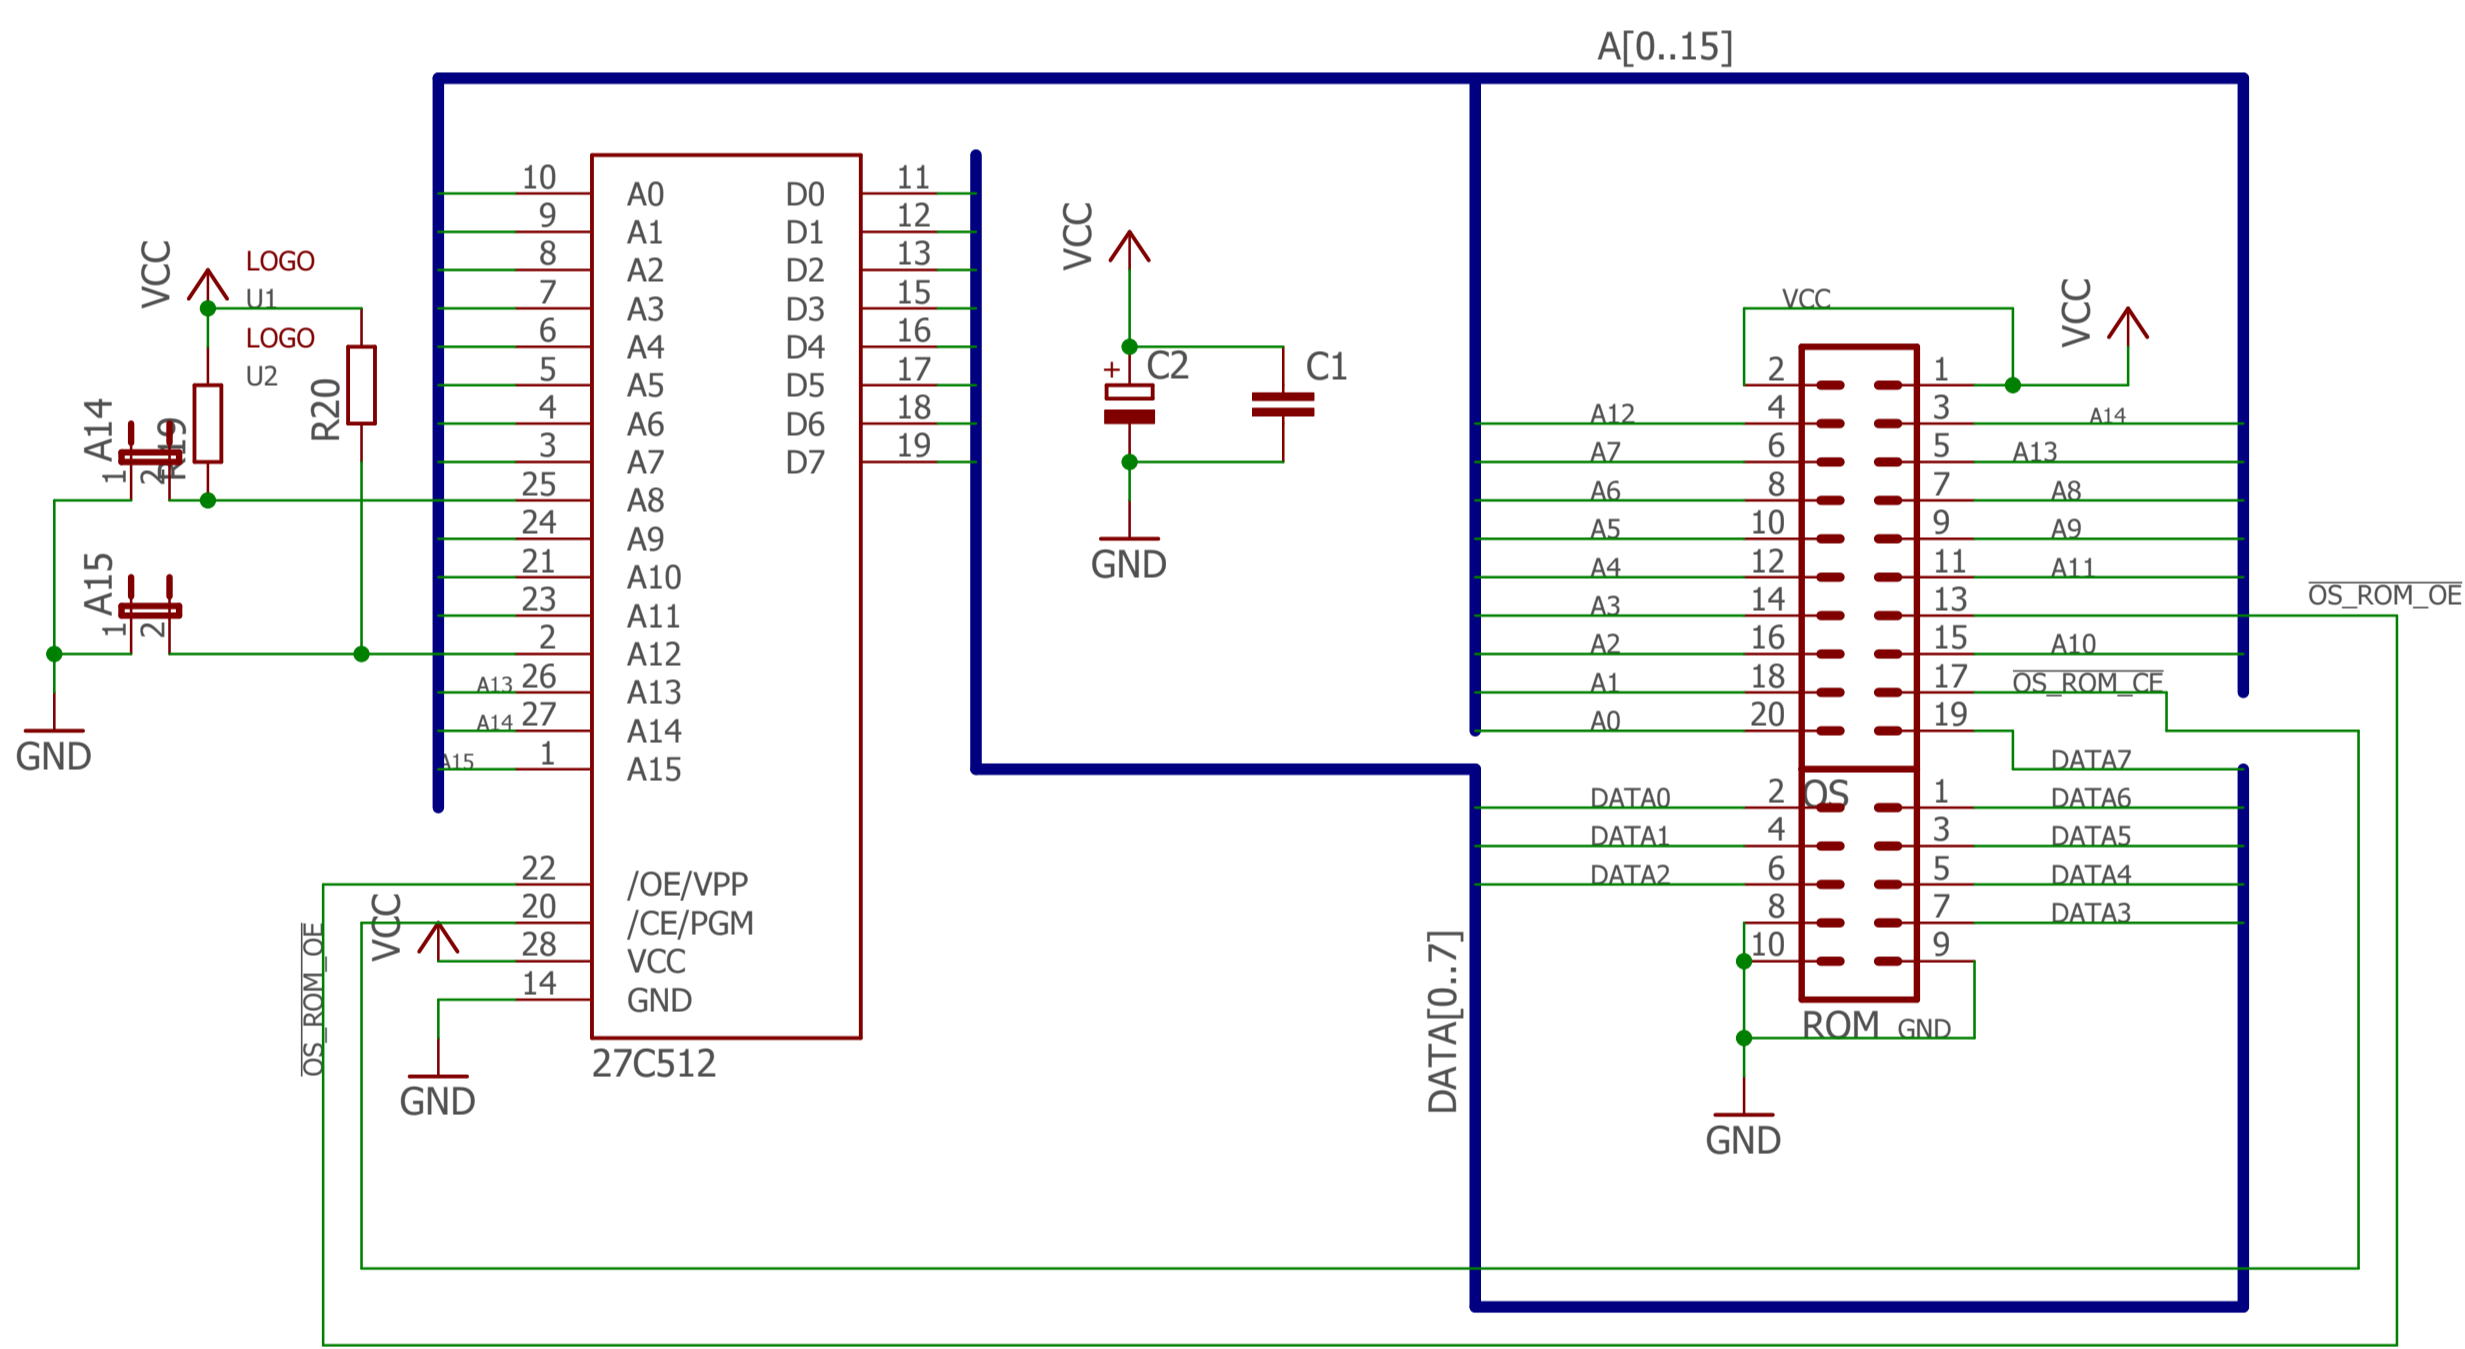 A[0..15]
10 A0 D0 11
9 A1 D1 12
8 A2 D2 13
7 A3 D3 15
6 A4 D4 16
5 A5 D5 17
4 A6 D6 18
3 A7 D7 19
25 A8
24 A9
21 A10
23 A11
2 A12
A13 26 A13
A14 27 A14
A15 1 A15
22 /OE/VPP
20 /CE/PGM
28 VCC
14 GND
27C512
VCC
LOGO
U1
LOGO
U2
R20
R19
A14
1 2
A15
1 2
GND
VCC
GND
OS_ROM_OE
VCC
C2
+
C1
GND
VCC
VCC
2 1
A12 4 3 A14
A7 6 5 A13
A6 8 7 A8
A5 10 9 A9
A4 12 11 A11
A3 14 13 OS_ROM_OE
A2 16 15 A10
A1 18 17 OS_ROM_CE
A0 20 19 DATA7
OS
DATA0 2 1 DATA6
DATA1 4 3 DATA5
DATA2 6 5 DATA4
8 7 DATA3
10 9
ROM GND
GND
DATA[0..7]